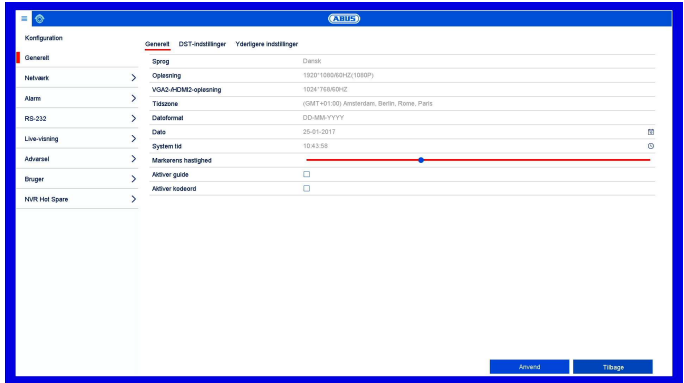 ABUS
Konfiguration
Generelt
Netværk
Alarm
RS-232
Live-visning
Advarsel
Bruger
NVR Hot Spare
Generelt DST-indstillinger Yderligere indstillinger
Sprog Dansk
Opløsning 1920*1080/60HZ(1080P)
VGA2-/HDMI2-opløsning 1024*768/60HZ
Tidszone (GMT+01:00) Amsterdam, Berlin, Rome, Paris
Datoformat DD-MM-YYYY
Dato 25-01-2017
System tid 10:43:58
Markørens hastighed
Aktiver guide
Aktiver kodeord
Anvend Tilbage